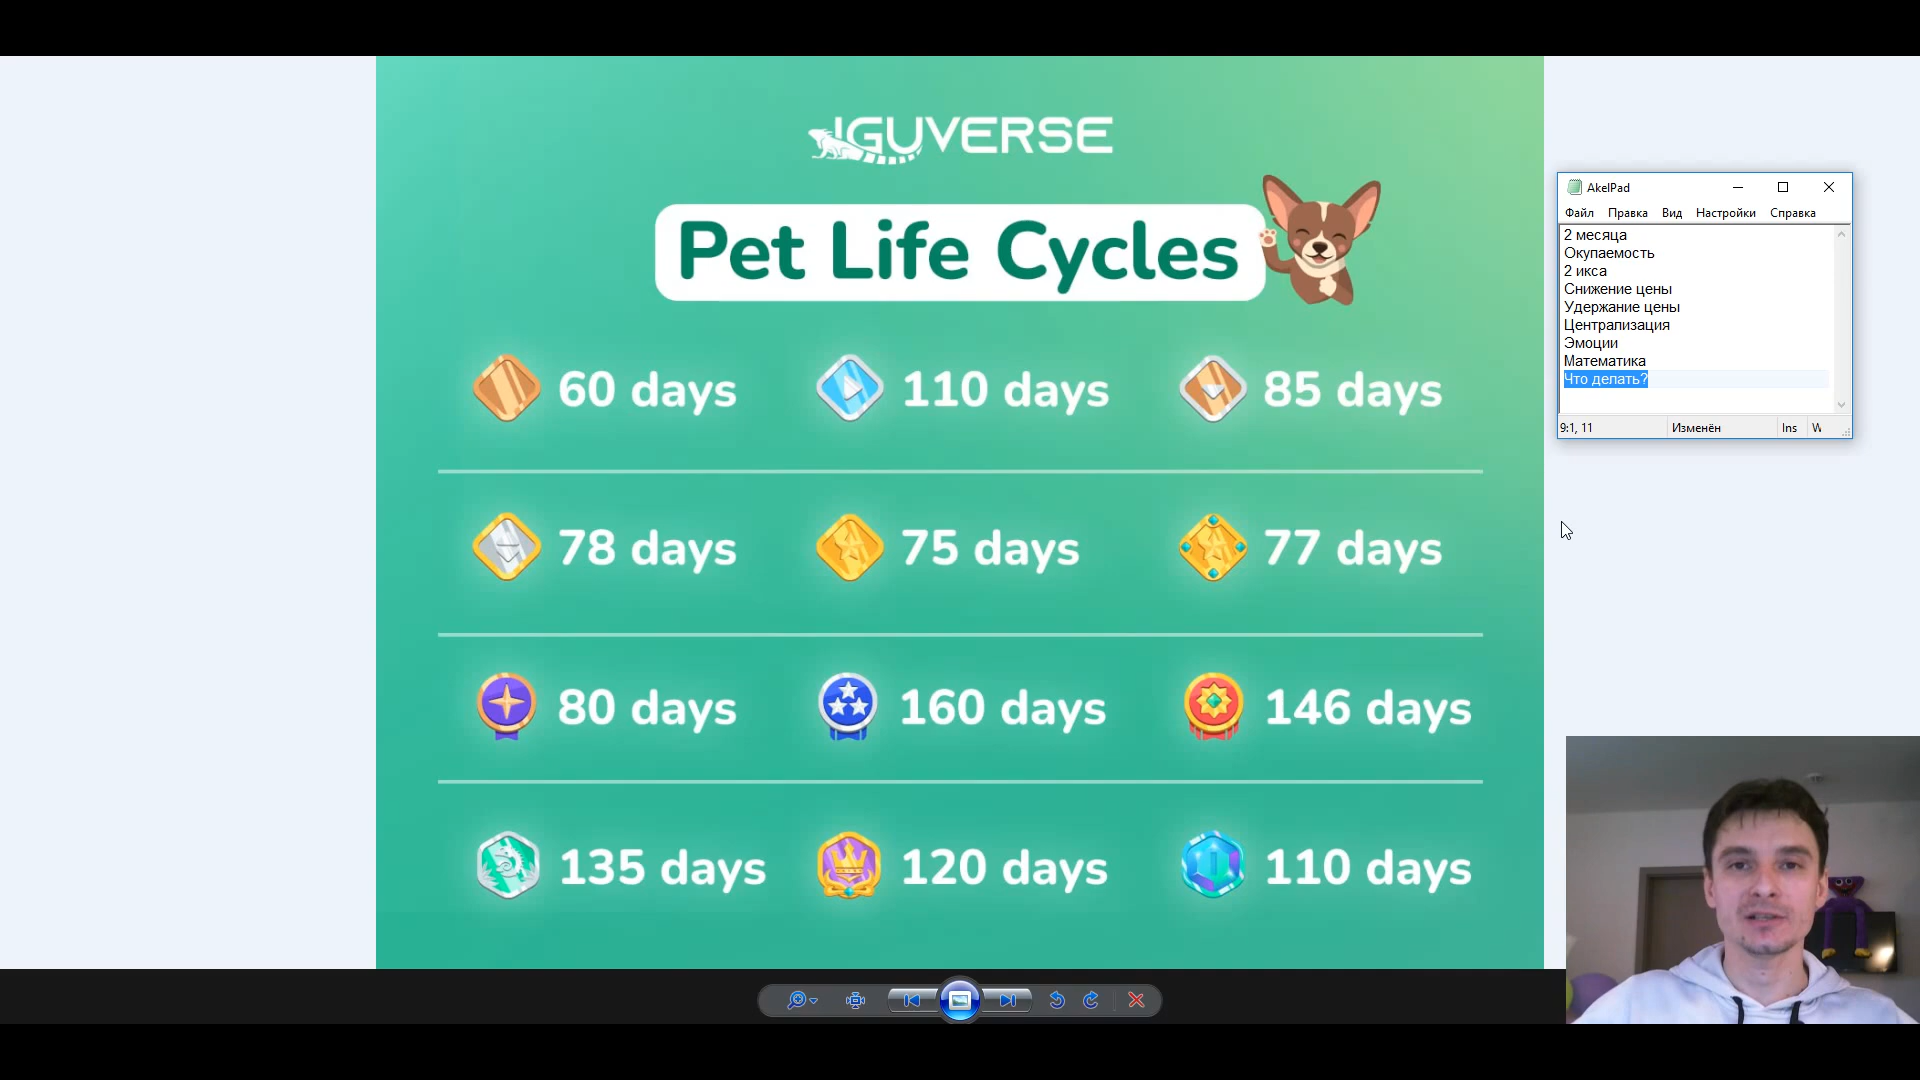 IGUVERSE
Pet Life Cycles
60 days 110 days 85 days
78 days 75 days 77 days
80 days 160 days 146 days
135 days 120 days 110 days
AkelPad
Файл Правка Вид Настройки Справка
2 месяца
Окупаемость
2 икса
Снижение цены
Удержание цены
Централизация
Эмоции
Математика
Что делать?
9:1, 11 Изменён Ins W